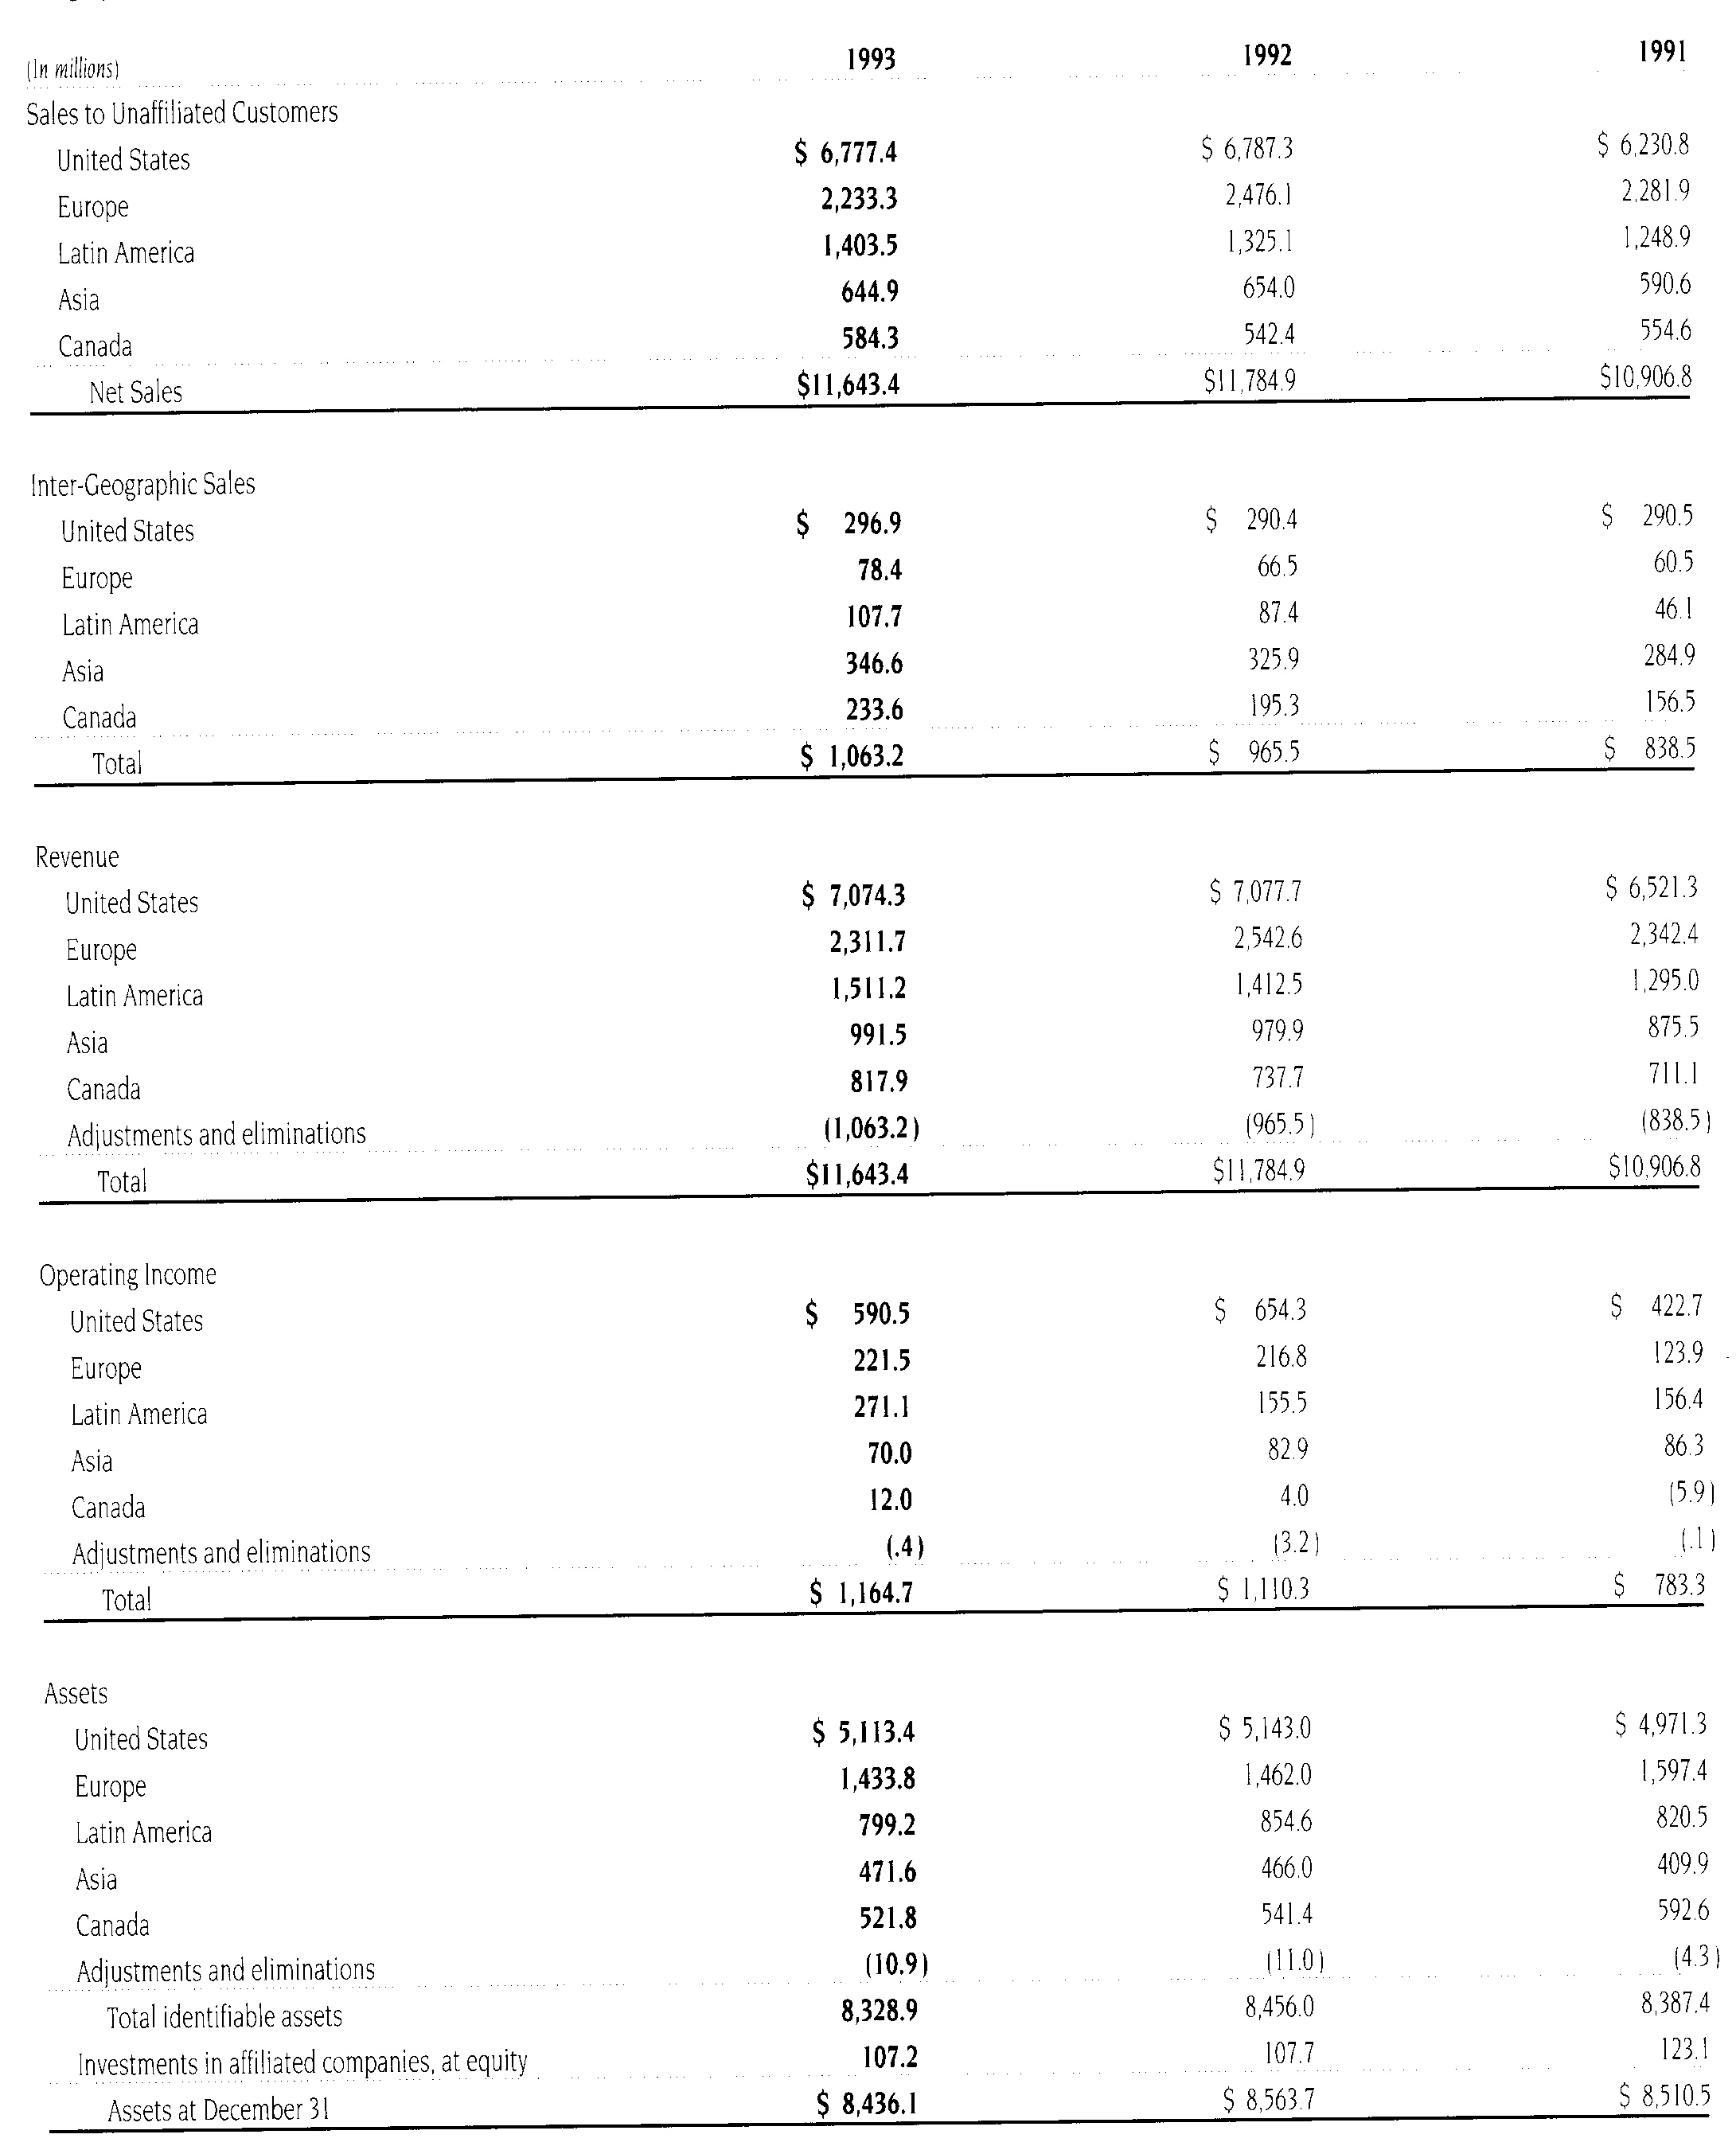 (In millions) 1993 1992 1991
Sales to Unaffiliated Customers
United States $ 6,777.4 $ 6,787.3 $ 6,230.8
Europe 2,233.3 2,476.1 2,281.9
Latin America 1,403.5 1,325.1 1,248.9
Asia 644.9 654.0 590.6
Canada 584.3 542.4 554.6
Net Sales $11,643.4 $11,784.9 $10,906.8
Inter-Geographic Sales
United States $ 296.9 $ 290.4 $ 290.5
Europe 78.4 66.5 60.5
Latin America 107.7 87.4 46.1
Asia 346.6 325.9 284.9
Canada 233.6 195.3 156.5
Total $ 1,063.2 $ 965.5 $ 838.5
Revenue
United States $ 7,074.3 $ 7,077.7 $ 6,521.3
Europe 2,311.7 2,542.6 2,342.4
Latin America 1,511.2 1,412.5 1,295.0
Asia 991.5 979.9 875.5
Canada 817.9 737.7 711.1
Adjustments and eliminations (1,063.2) (965.5) (838.5)
Total $11,643.4 $11,784.9 $10,906.8
Operating Income
United States $ 590.5 $ 654.3 $ 422.7
Europe 221.5 216.8 123.9
Latin America 271.1 155.5 156.4
Asia 70.0 82.9 86.3
Canada 12.0 4.0 (5.9)
Adjustments and eliminations (.4) (3.2) (.1)
Total $ 1,164.7 $ 1,110.3 $ 783.3
Assets
United States $ 5,113.4 $ 5,143.0 $ 4,971.3
Europe 1,433.8 1,462.0 1,597.4
Latin America 799.2 854.6 820.5
Asia 471.6 466.0 409.9
Canada 521.8 541.4 592.6
Adjustments and eliminations (10.9) (11.0) (4.3)
Total identifiable assets 8,328.9 8,456.0 8,387.4
Investments in affiliated companies, at equity 107.2 107.7 123.1
Assets at December 31 $ 8,436.1 $ 8,563.7 $ 8,510.5